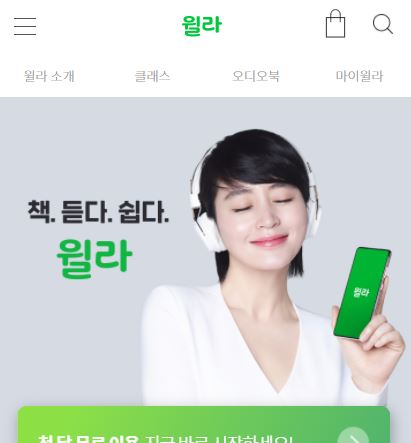 윌라
윌라 소개 클래스 오디오북 마이윌라
책. 듣다. 쉽다.
윌라
윌라
첫 달 무료 이용 지금 바로 시작하세요!